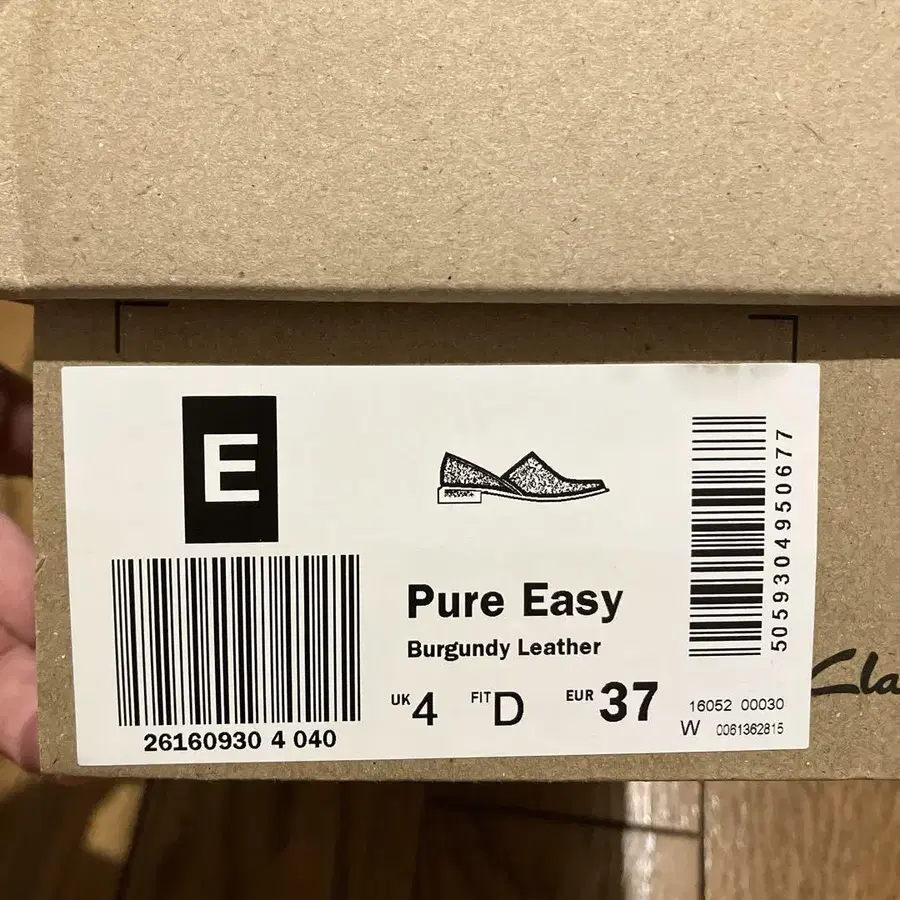 E
26160930 4 040
Pure Easy
Burgundy Leather
UK 4 FIT D EUR 37
5059304950677
16052 00030
W 0061362815
Cla